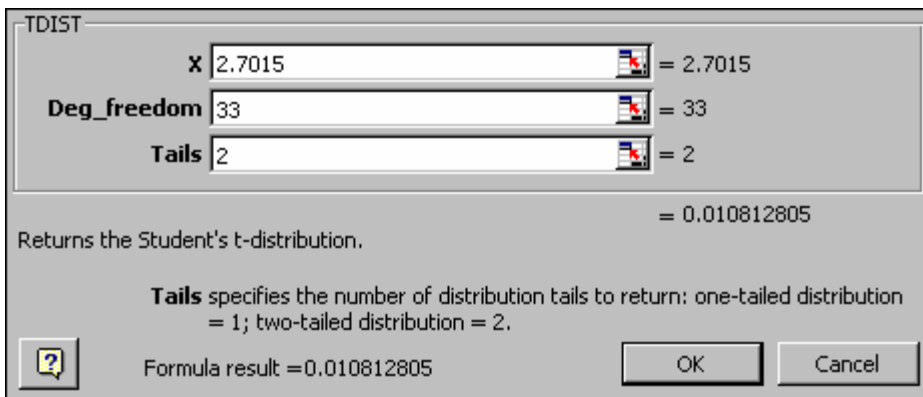 TDIST
X 2.7015 = 2.7015
Deg_freedom 33 = 33
Tails 2 = 2
= 0.010812805
Returns the Student's t-distribution.
Tails specifies the number of distribution tails to return: one-tailed distribution
= 1; two-tailed distribution = 2.
? Formula result =0.010812805 OK Cancel